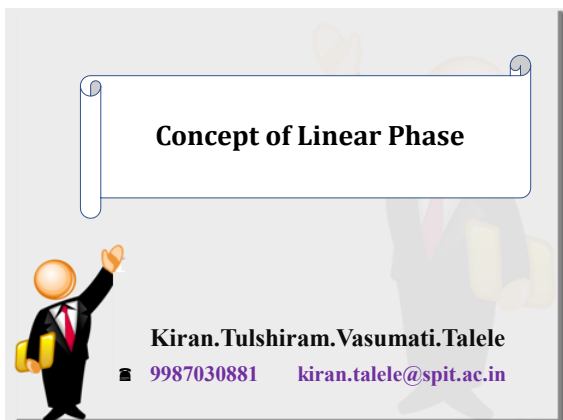 Concept of Linear Phase
Kiran.Tulshiram.Vasumati.Talele
☎ 9987030881 kiran.talele@spit.ac.in